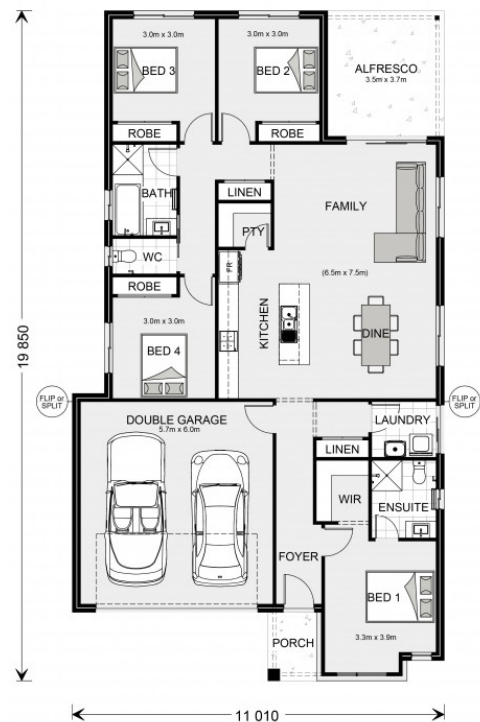 3.0m x 3.0m
BED 3
3.0m x 3.0m
BED 2
ALFRESCO
3.5m x 3.7m
ROBE
ROBE
BATH
LINEN
FAMILY
PTY
WC
FR
(6.5m x 7.5m)
ROBE
KITCHEN
3.0m x 3.0m
DINE
BED 4
19 850
FLIP or
SPLIT
FLIP or
SPLIT
DOUBLE GARAGE
5.7m x 6.0m
LAUNDRY
LINEN
WIR
ENSUITE
FOYER
BED 1
PORCH
3.3m x 3.9m
11 010